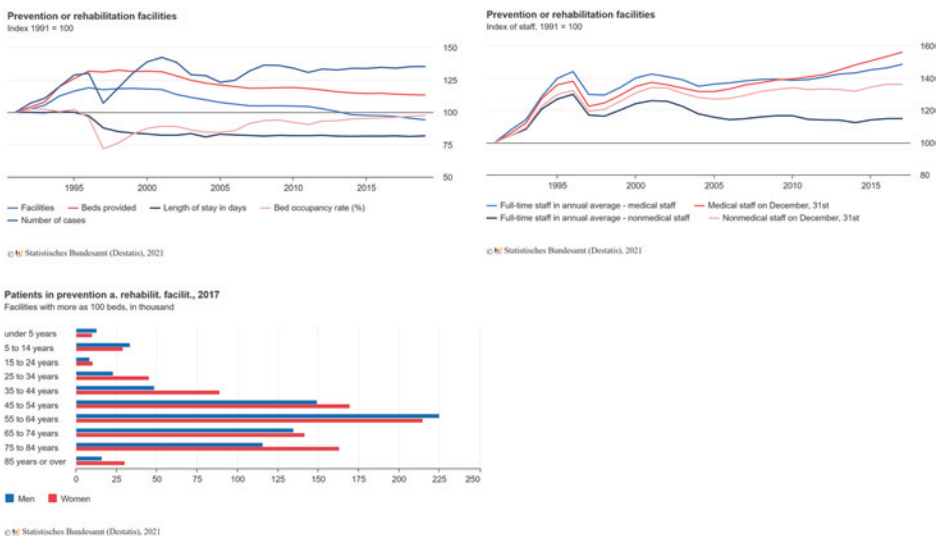 Prevention or rehabilitation facilities
Index 1991 = 100
150
125
100
75
50
1995 2000 2005 2010 2015
Facilities Beds provided Length of stay in days Bed occupancy rate (%)
Number of cases
© Statistisches Bundesamt (Destatis), 2021
Prevention or rehabilitation facilities
Index of staff, 1991 = 100
1600
1400
1200
1000
80
1995 2000 2005 2010 2015
Full-time staff in annual average - medical staff Medical staff on December, 31st
Full-time staff in annual average - nonmedical staff Nonmedical staff on December, 31st
© Statistisches Bundesamt (Destatis), 2021
Patients in prevention a. rehabilit. facilit., 2017
Facilities with more as 100 beds, in thousand
under 5 years
5 to 14 years
15 to 24 years
25 to 34 years
35 to 44 years
45 to 54 years
55 to 64 years
65 to 74 years
75 to 84 years
85 years or over
0 25 50 75 100 125 150 175 200 225 250
Men Women
© Statistisches Bundesamt (Destatis), 2021